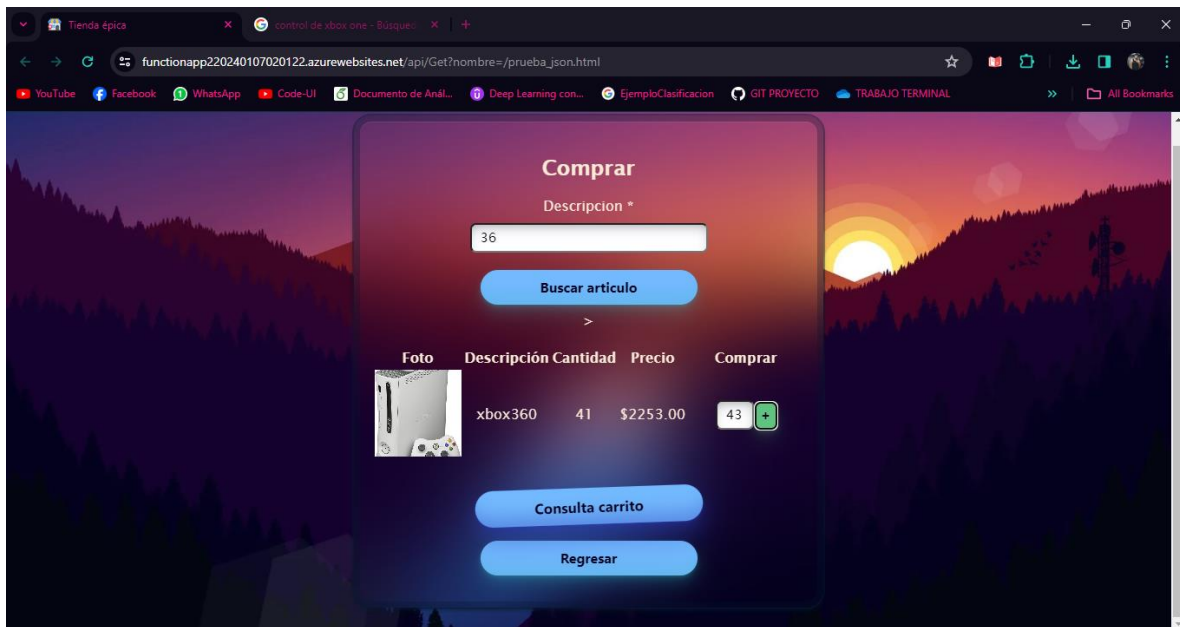 Tienda épica
control de xbox one - Búsqued
functionapp220240107020122.azurewebsites.net/api/Get?nombre=/prueba_json.html
YouTube Facebook WhatsApp Code-UI Documento de Anál... Deep Learning con... EjemploClasificacion GIT PROYECTO TRABAJO TERMINAL » All Bookmarks
Comprar
Descripcion *
36
Buscar articulo
>
Foto Descripción Cantidad Precio Comprar
xbox360 41 $2253.00 43 +
Consulta carrito
Regresar